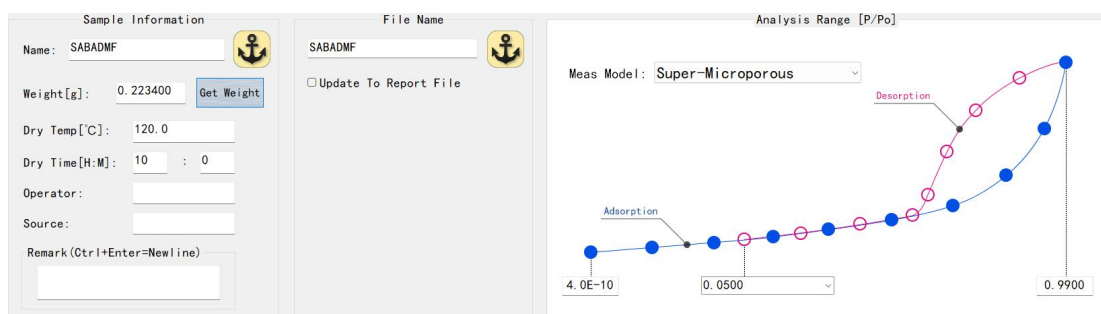 Sample Information
Name: SABADMF
Weight[g]: 0.223400 Get Weight
Dry Temp[℃]: 120.0
Dry Time[H:M]: 10 : 0
Operator:
Source:
Remark(Ctrl+Enter=Newline)
File Name
SABADMF
Update To Report File
Analysis Range [P/Po]
Meas Model: Super-Microporous
Desorption
Adsorption
4.0E-10 0.0500 0.9900